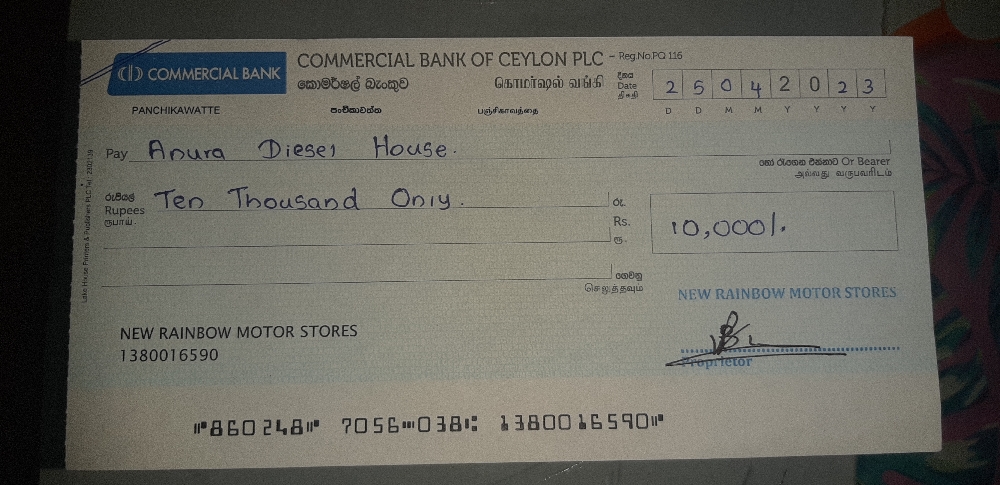 COMMERCIAL BANK
COMMERCIAL BANK OF CEYLON PLC - Reg.No.PQ 116
කොමර්ෂල් බැංකුව கொமர்ஷல் வங்கி
දිනය
Date
திகதி
2 5 0 4 2 0 2 3
D D M M Y Y Y Y
PANCHIKAWATTE පංචිකාවත්ත பஞ்சிகாவத்தை
Pay Anura Diesel House.
හෝ රැගෙන එන්නාට Or Bearer
அல்லது வருபவரிடம்
රුපියල්
Rupees
ரூபாய்
Ten Thousand Only.
රු.
Rs.
ரூ.
10,000/.
ගෙවනු
செலுத்தவும்
NEW RAINBOW MOTOR STORES
Proprietor
NEW RAINBOW MOTOR STORES
1380016590
⑈860248⑈ 7056⑉038⑆ 1380016590⑈